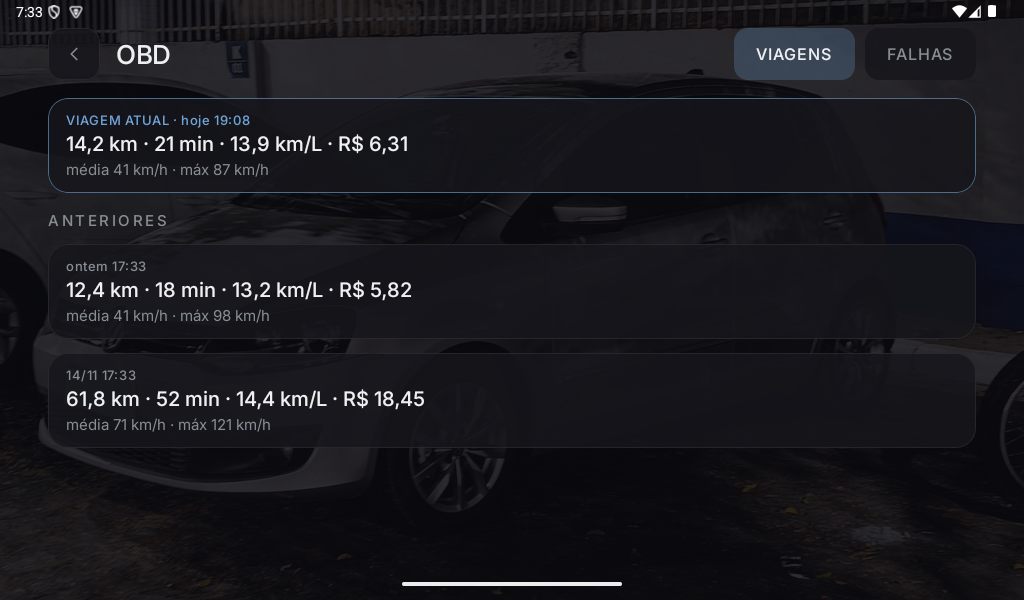 7:33
OBD
VIAGENS
FALHAS
VIAGEM ATUAL · hoje 19:08
14,2 km · 21 min · 13,9 km/L · R$ 6,31
média 41 km/h · máx 87 km/h
ANTERIORES
ontem 17:33
12,4 km · 18 min · 13,2 km/L · R$ 5,82
média 41 km/h · máx 98 km/h
14/11 17:33
61,8 km · 52 min · 14,4 km/L · R$ 18,45
média 71 km/h · máx 121 km/h